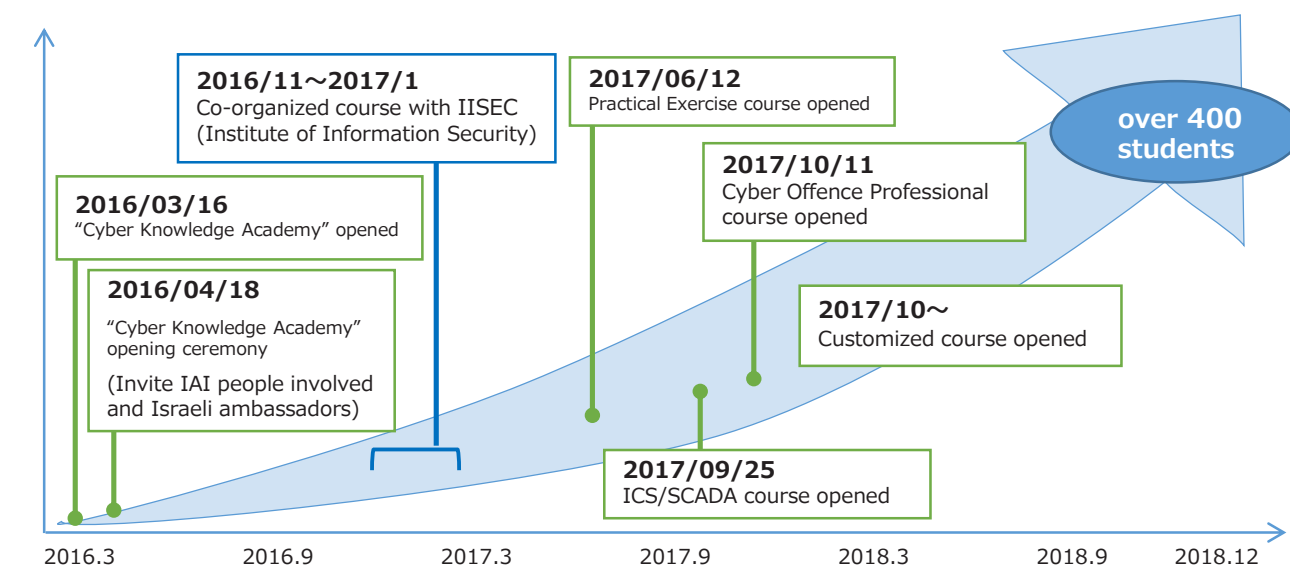 2016/11～2017/1
Co-organized course with IISEC
(Institute of Information Security)
2017/06/12
Practical Exercise course opened
over 400
students
2016/03/16
“Cyber Knowledge Academy” opened
2017/10/11
Cyber Offence Professional
course opened
2016/04/18
“Cyber Knowledge Academy”
opening ceremony
(Invite IAI people involved
and Israeli ambassadors)
2017/10～
Customized course opened
2017/09/25
ICS/SCADA course opened
2016.3
2016.9
2017.3
2017.9
2018.3
2018.9
2018.12